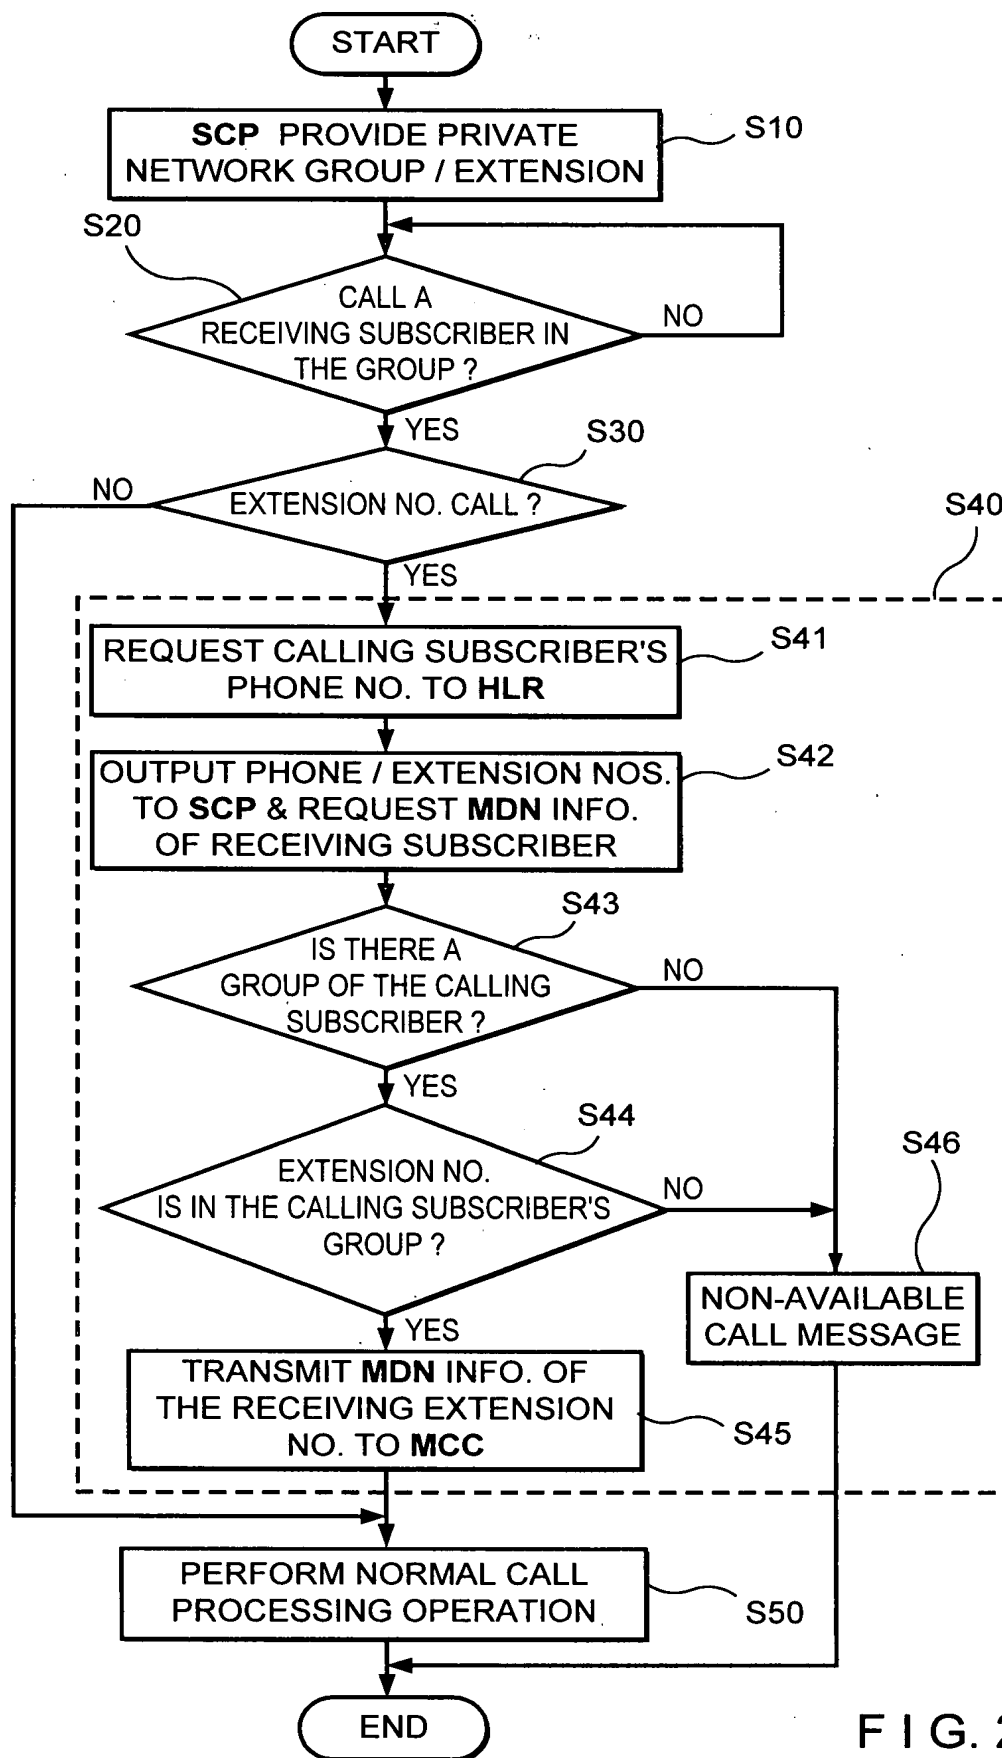 START
SCP PROVIDE PRIVATE
NETWORK GROUP / EXTENSION
S10
S20
CALL A
RECEIVING SUBSCRIBER IN
THE GROUP ?
NO
YES
S30
NO
EXTENSION NO. CALL ?
S40
YES
REQUEST CALLING SUBSCRIBER'S
PHONE NO. TO HLR
S41
OUTPUT PHONE / EXTENSION NOS.
TO SCP & REQUEST MDN INFO.
OF RECEIVING SUBSCRIBER
S42
S43
IS THERE A
GROUP OF THE CALLING
SUBSCRIBER ?
NO
YES
S44
EXTENSION NO.
IS IN THE CALLING SUBSCRIBER'S
GROUP ?
NO
S46
NON-AVAILABLE
CALL MESSAGE
YES
TRANSMIT MDN INFO. OF
THE RECEIVING EXTENSION
NO. TO MCC
S45
PERFORM NORMAL CALL
PROCESSING OPERATION
S50
END
F I G. 2